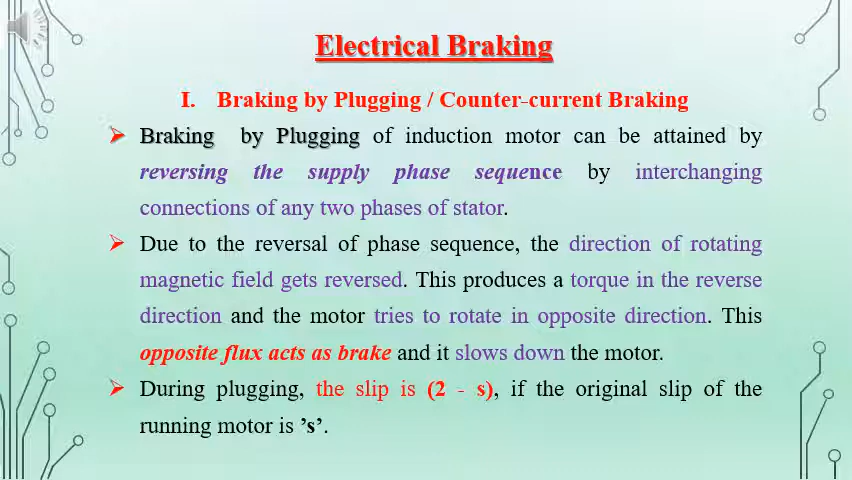 Electrical Braking
I. Braking by Plugging / Counter-current Braking
➢ Braking by Plugging of induction motor can be attained by
reversing the supply phase sequence by interchanging
connections of any two phases of stator.
➢ Due to the reversal of phase sequence, the direction of rotating
magnetic field gets reversed. This produces a torque in the reverse
direction and the motor tries to rotate in opposite direction. This
opposite flux acts as brake and it slows down the motor.
➢ During plugging, the slip is (2 - s), if the original slip of the
running motor is ’s’.